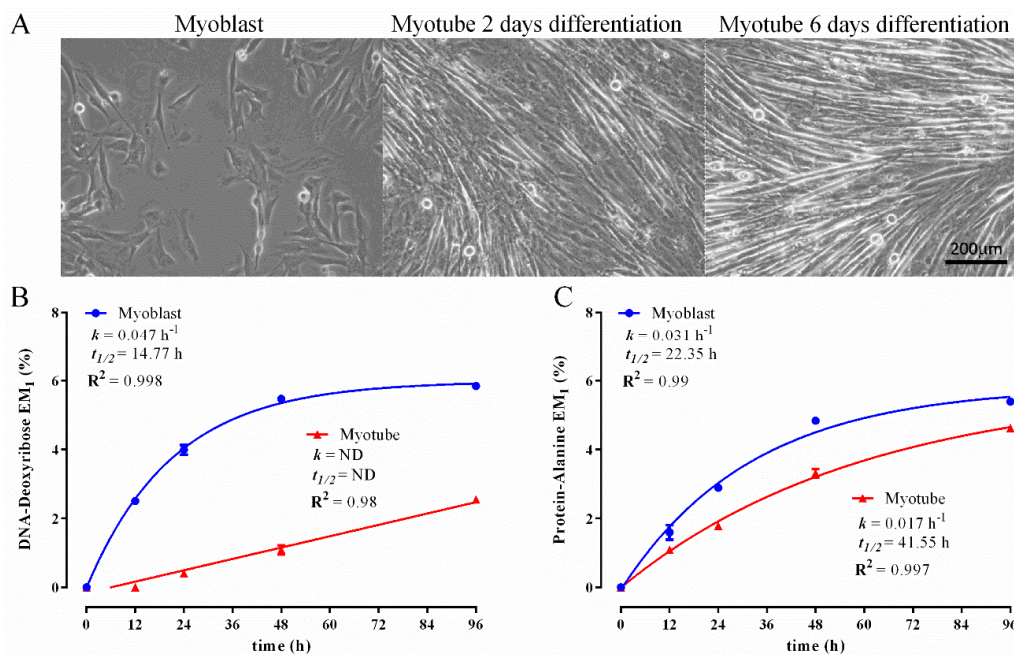 A
Myoblast
Myotube 2 days differentiation
Myotube 6 days differentiation
200µm
B
DNA-Deoxyribose EM1 (%)
8
6
4
2
0
Myoblast
k = 0.047 h-1
t1/2 = 14.77 h
R2 = 0.998
Myotube
k = ND
t1/2 = ND
R2 = 0.98
0 12 24 36 48 60 72 84 96
time (h)
C
Protein-Alanine EM1 (%)
8
6
4
2
0
Myoblast
k = 0.031 h-1
t1/2 = 22.35 h
R2 = 0.99
Myotube
k = 0.017 h-1
t1/2 = 41.55 h
R2 = 0.997
0 12 24 36 48 60 72 84 96
time (h)